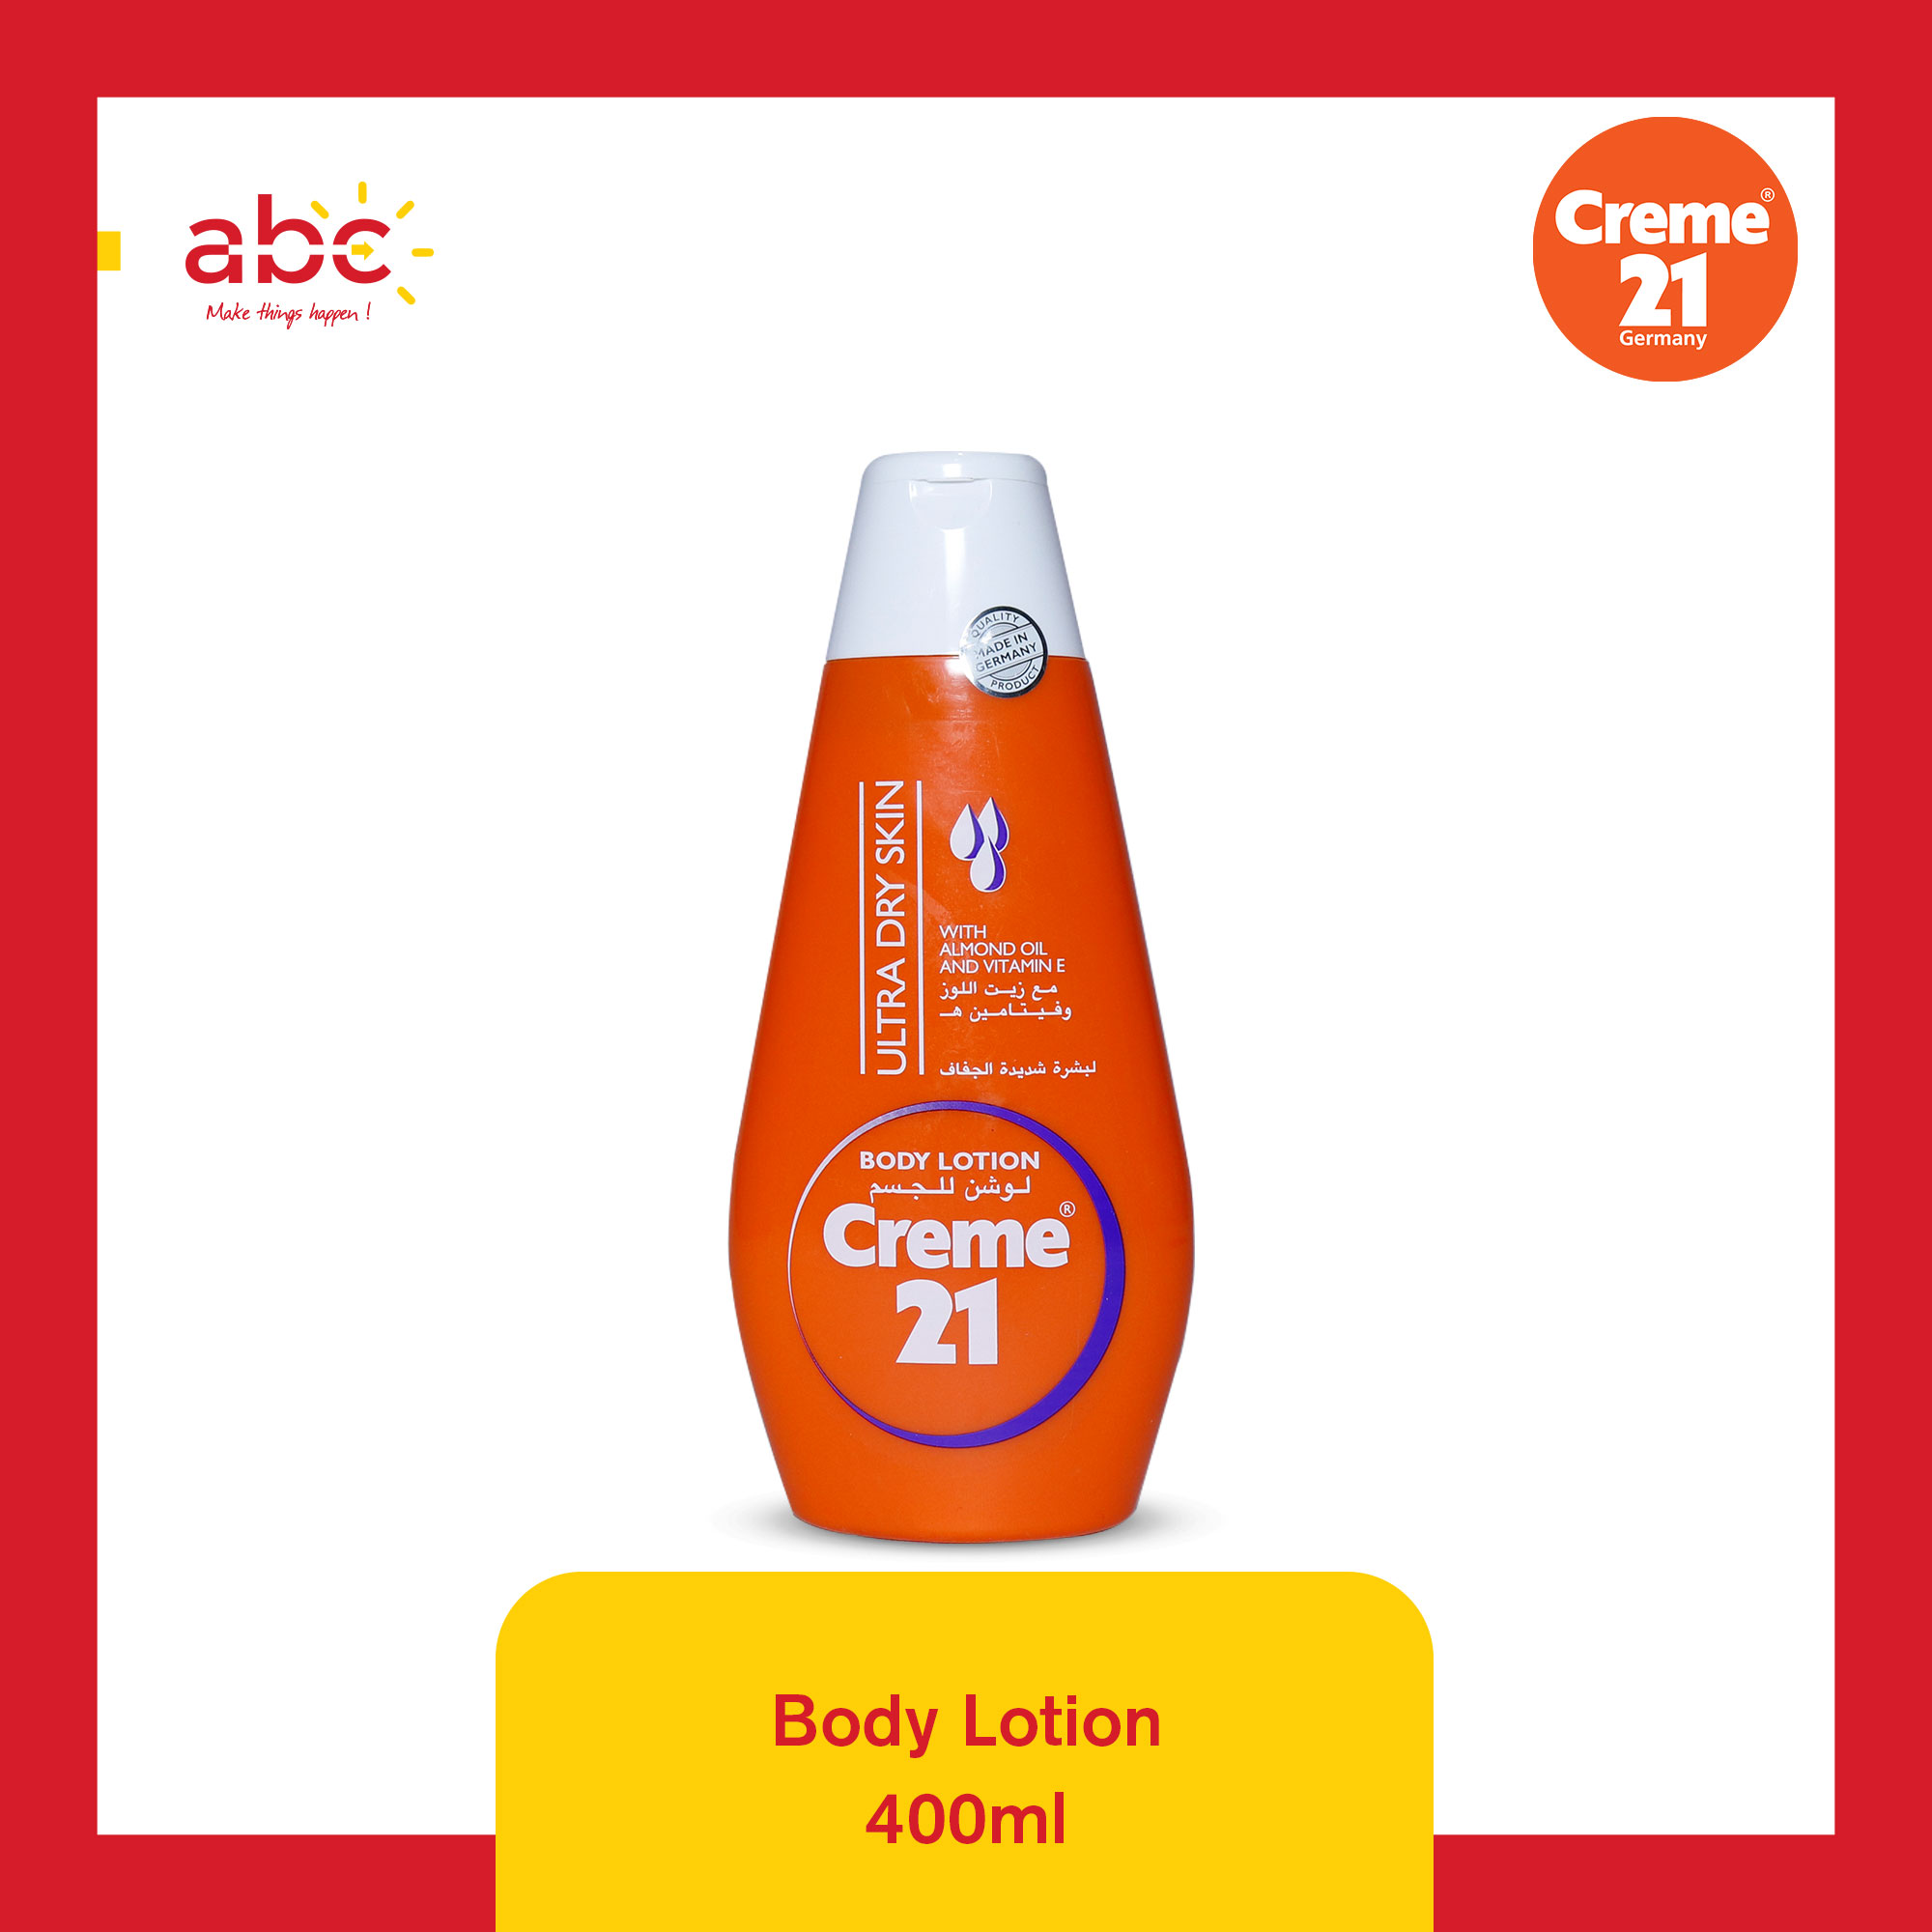 abc
Make things happen !
Creme®
21
Germany
QUALITY
MADE IN
GERMANY
PRODUCT
ULTRA DRY SKIN
WITH
ALMOND OIL
AND VITAMIN E
مع زيت اللوز
وفيتامين هـ
لبشرة شديدة الجفاف
BODY LOTION
لوشن للجسم
Creme®
21
Body Lotion
400ml